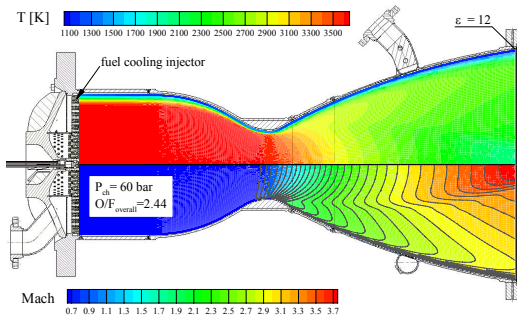 T [K]
1100 1500 1900 2300 2700 3100 3500
1300 1700 2100 2500 2900 3300
ε = 12
fuel cooling injector
P_ch= 60 bar
O/F_overall=2.44
Mach
0.7 0.9 1.1 1.3 1.5 1.7 1.9 2.1 2.3 2.5 2.7 2.9 3.1 3.3 3.5 3.7